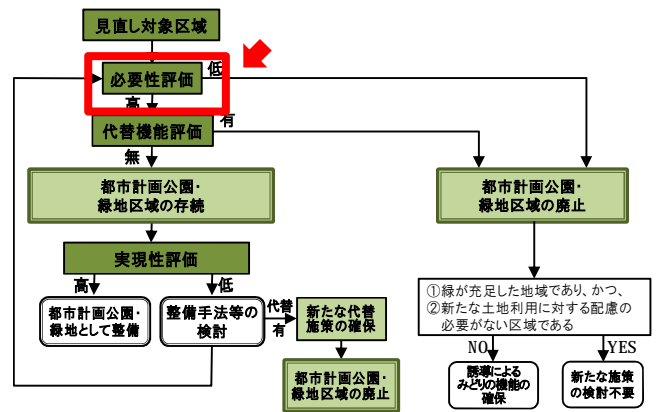 見直し対象区域
必要性評価
低
高
代替機能評価
有
無
都市計画公園・
緑地区域の存続
都市計画公園・
緑地区域の廃止
実現性評価
高
低
都市計画公園・
緑地として整備
整備手法等の
検討
代替
有
新たな代替
施策の確保
都市計画公園・
緑地区域の廃止
①緑が充足した地域であり、かつ、
②新たな土地利用に対する配慮の
必要がない区域である
NO
YES
誘導による
みどりの機能の
確保
新たな施策
の検討不要